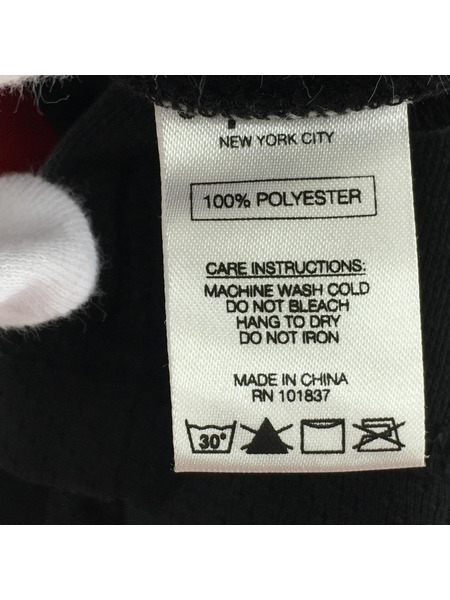 NEW YORK CITY
100% POLYESTER
CARE INSTRUCTIONS:
MACHINE WASH COLD
DO NOT BLEACH
HANG TO DRY
DO NOT IRON
MADE IN CHINA
RN 101837
30°